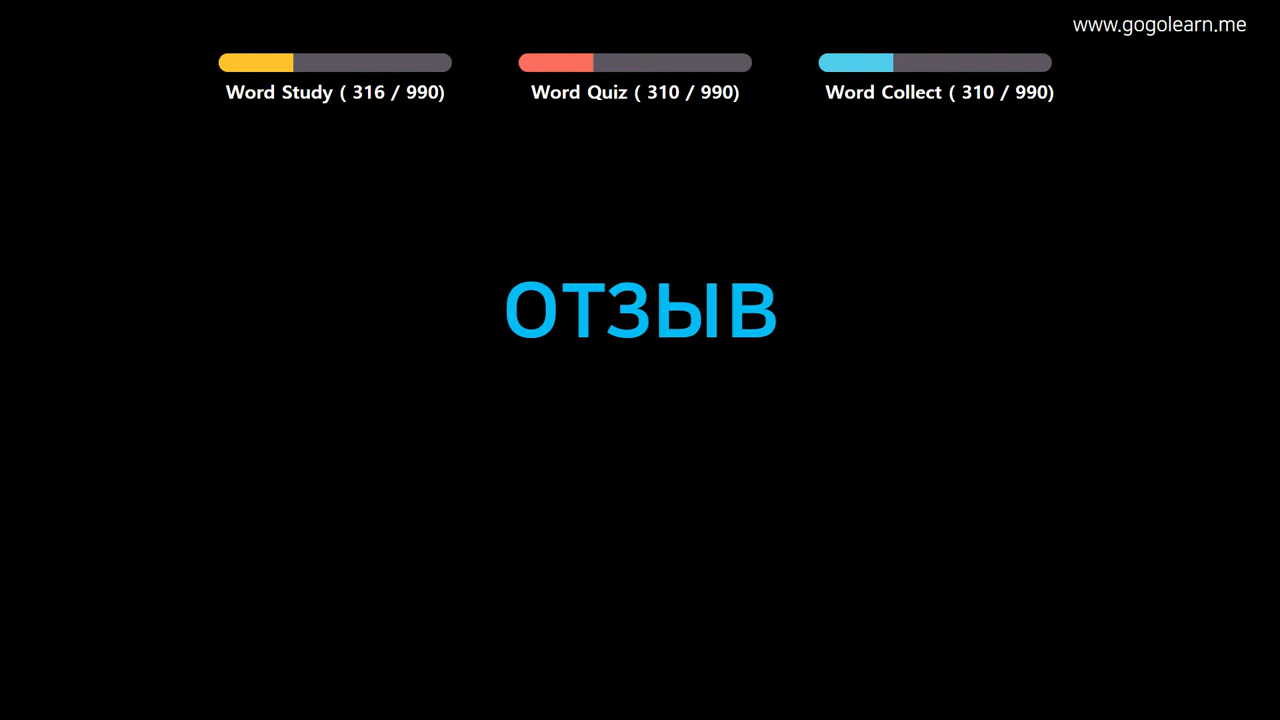 www.gogolearn.me
Word Study ( 316 / 990)
Word Quiz ( 310 / 990)
Word Collect ( 310 / 990)
отзыв